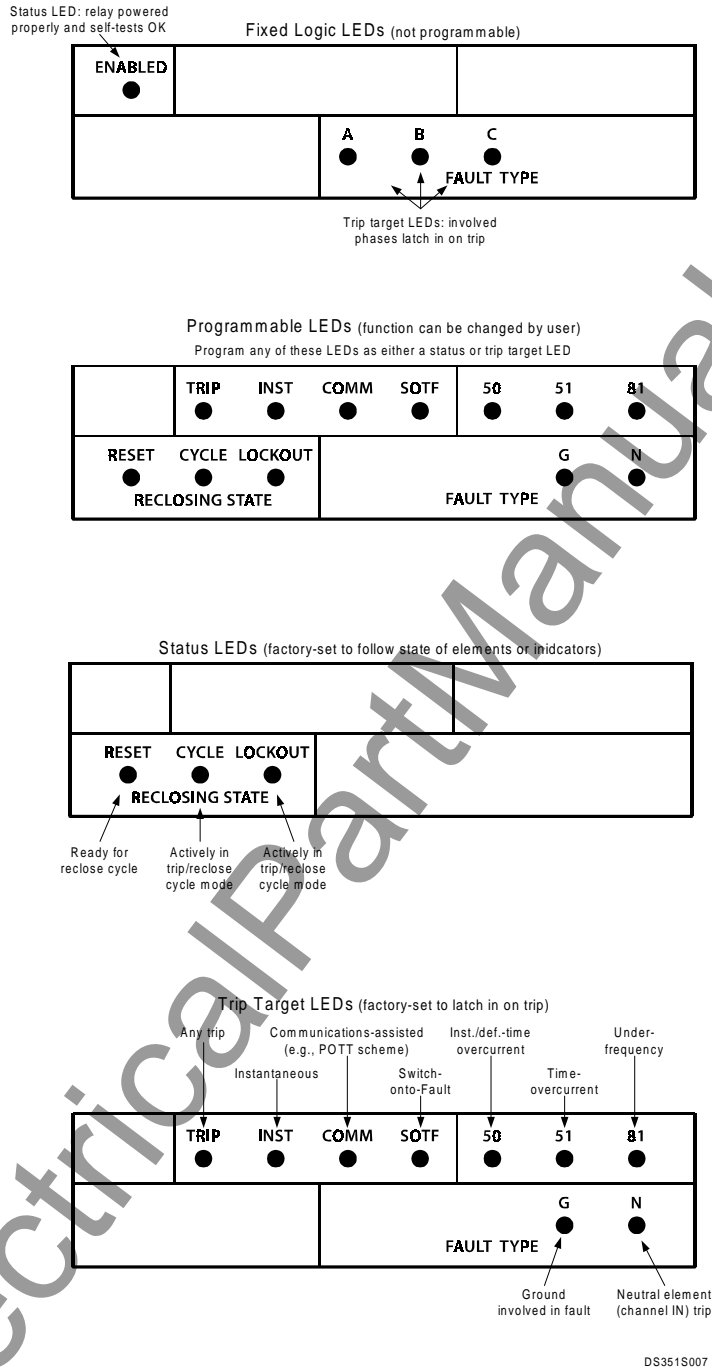 Status LED: relay powered
properly and self-tests OK
Fixed Logic LEDs (not programmable)
ENABLED
A B C
FAULT TYPE
Trip target LEDs: involved
phases latch in on trip
Programmable LEDs (function can be changed by user)
Program any of these LEDs as either a status or trip target LED
TRIP INST COMM SOTF 50 51 81
RESET CYCLE LOCKOUT G N
RECLOSING STATE FAULT TYPE
Status LEDs (factory-set to follow state of elements or inidcators)
RESET CYCLE LOCKOUT
RECLOSING STATE
Ready for
reclose cycle
Actively in
trip/reclose
cycle mode
Actively in
trip/reclose
cycle mode
Trip Target LEDs (factory-set to latch in on trip)
Any trip
Instantaneous
Communications-assisted
(e.g., POTT scheme)
Switch-
onto-Fault
Inst./def.-time
overcurrent
Time-
overcurrent
Under-
frequency
TRIP INST COMM SOTF 50 51 81
G N
FAULT TYPE
Ground
involved in fault
Neutral element
(channel IN) trip
DS351S007
ectricalPartManual